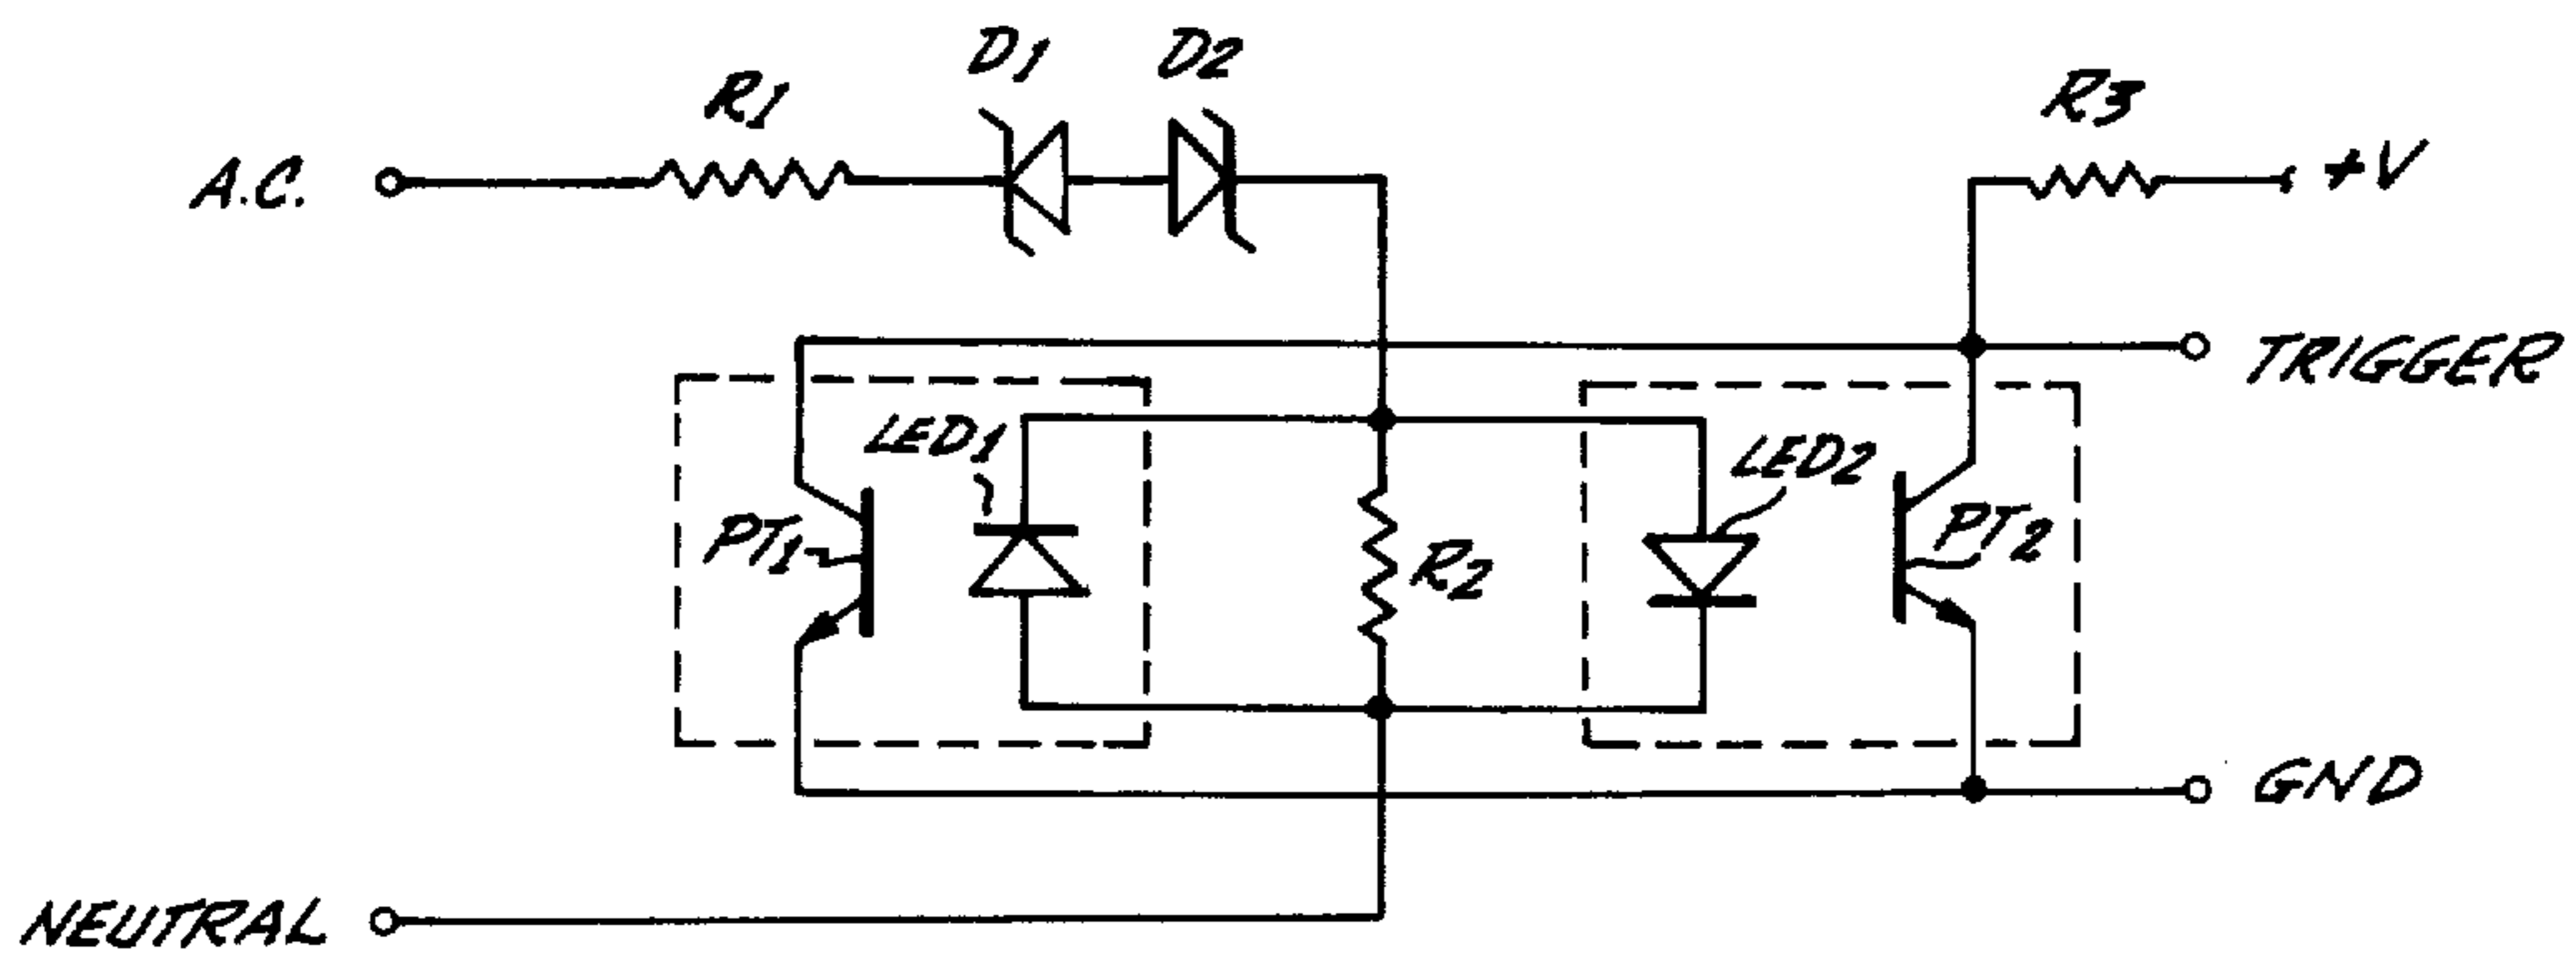 D1
D2
R1
R3
A.C.
+V
TRIGGER
LED1
LED2
PT1
PT2
R2
GND
NEUTRAL